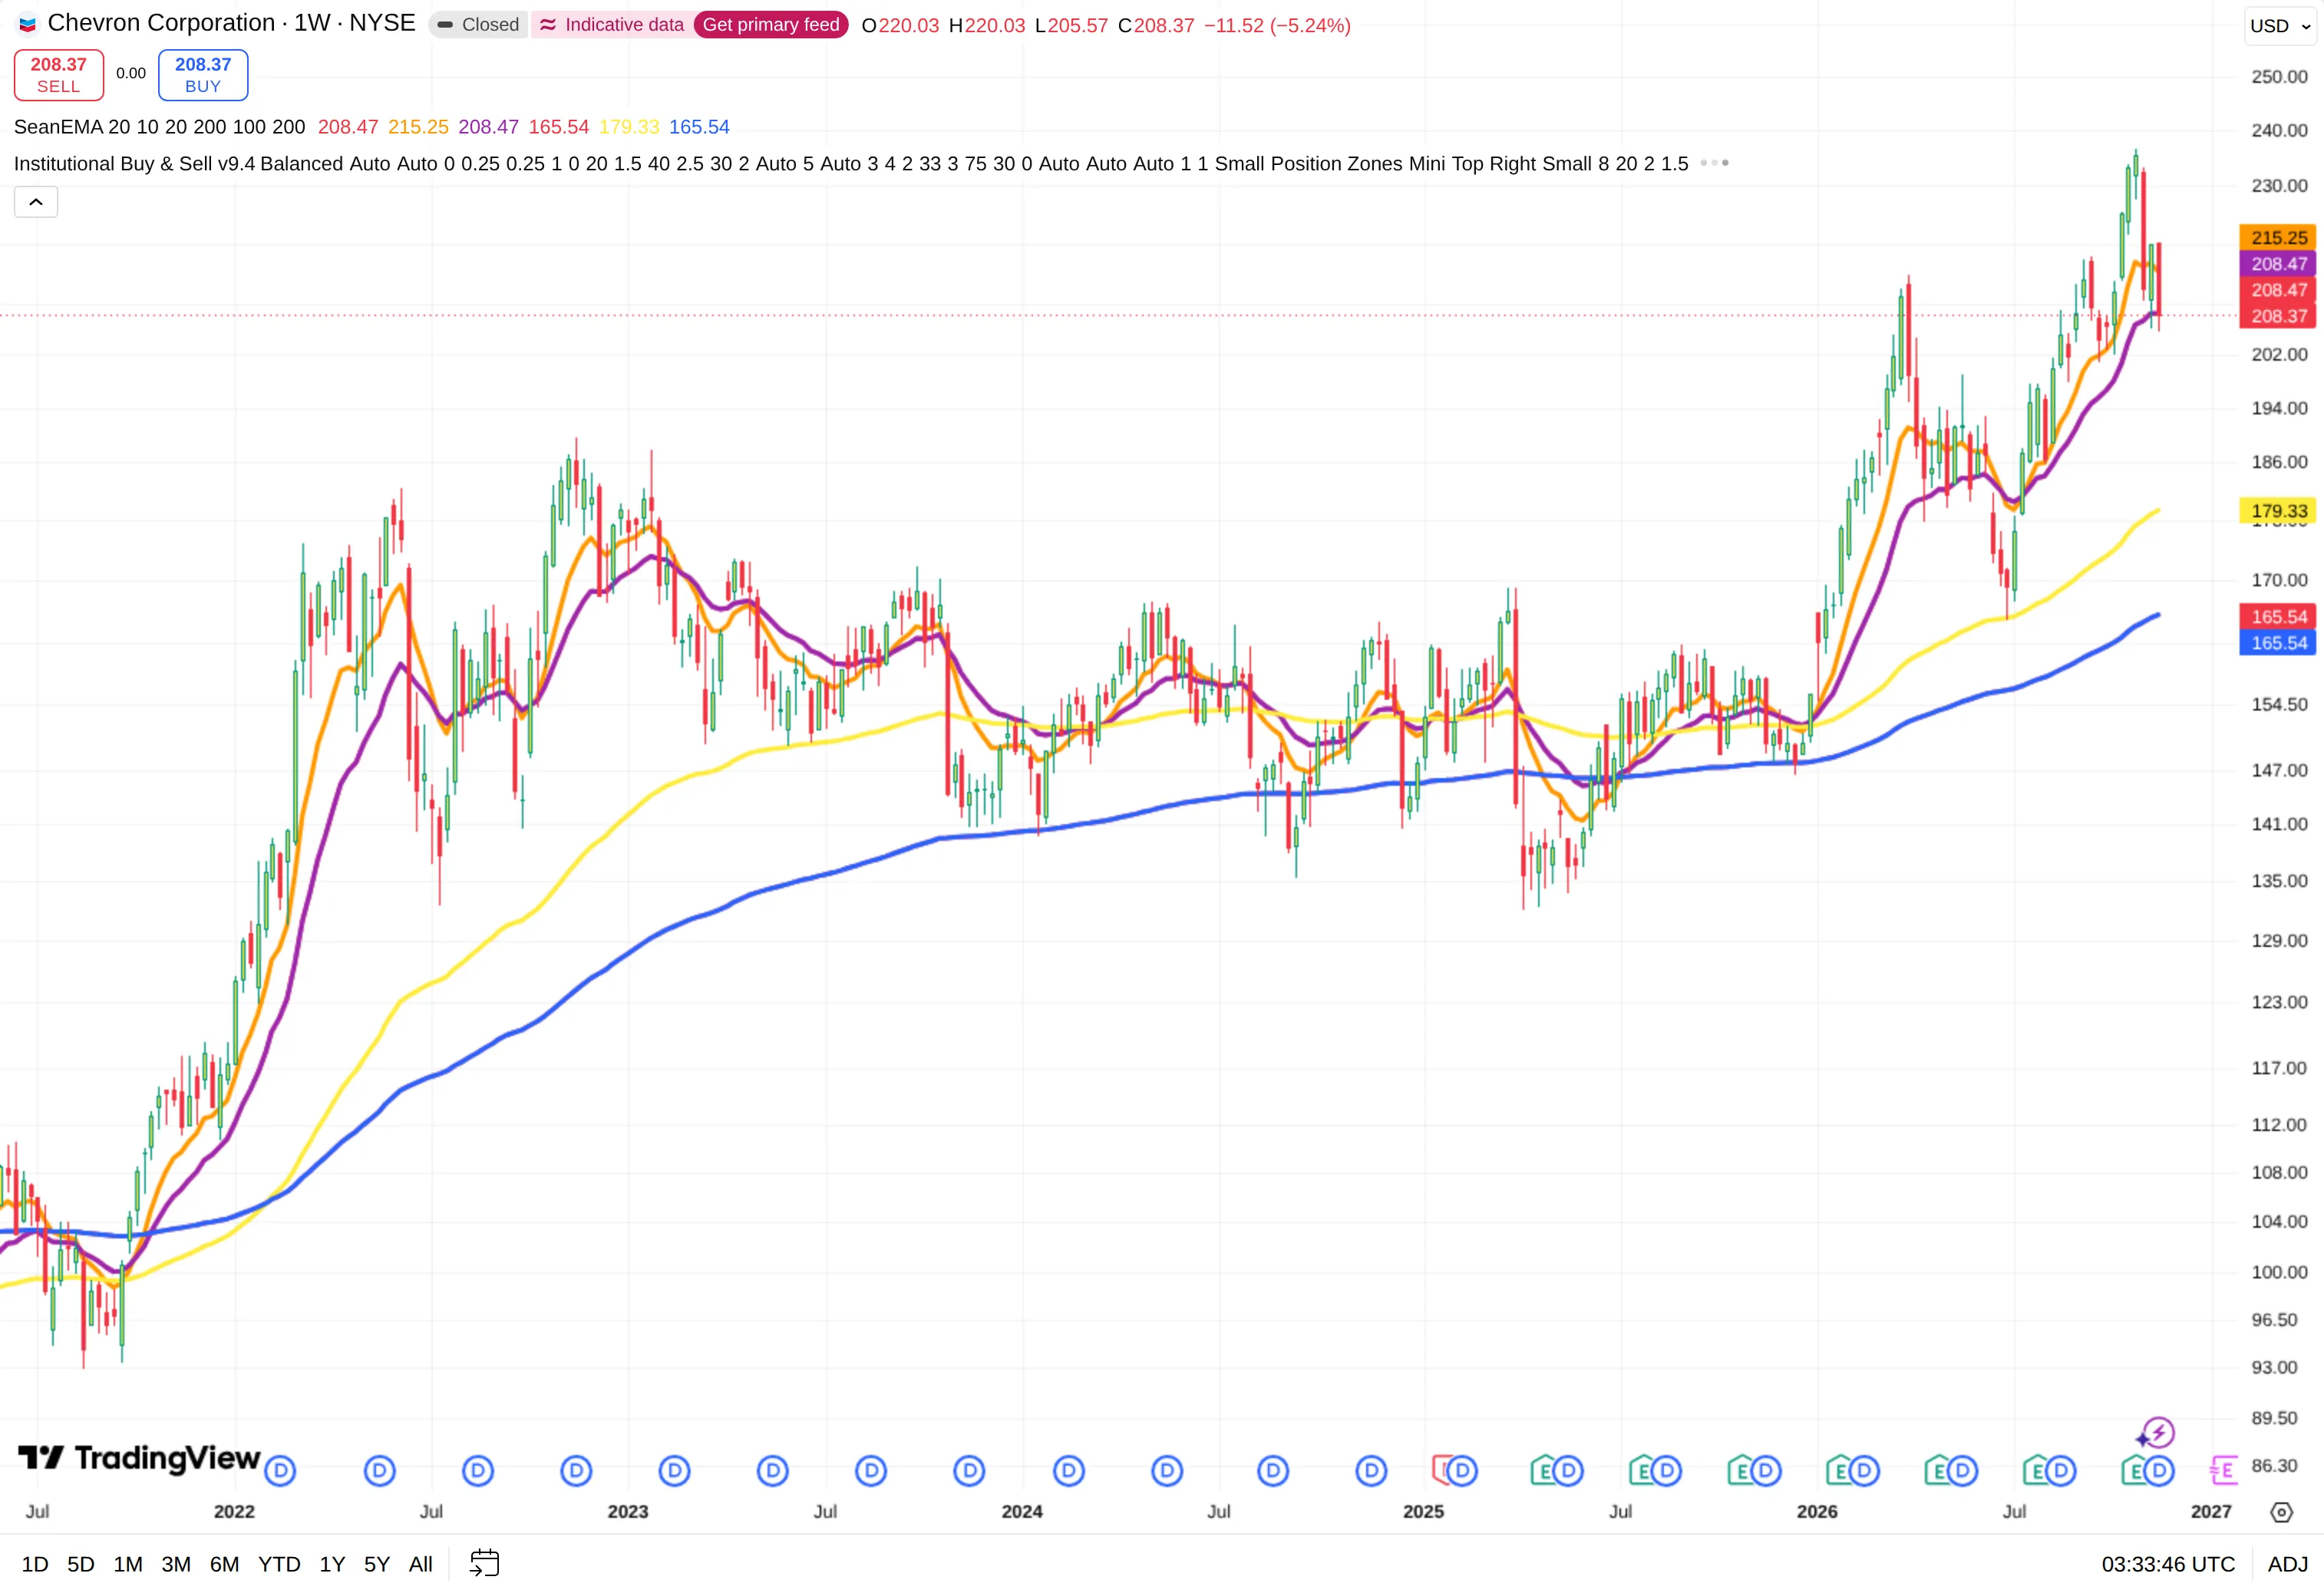 Chevron Corporation · 1W · NYSE Closed Indicative data Get primary feed O220.03 H220.03 L205.57 C208.37 −11.52 (−5.24%)
USD
208.37 SELL
0.00
208.37 BUY
SeanEMA 20 10 20 200 100 200 208.47 215.25 208.47 165.54 179.33 165.54
Institutional Buy & Sell v9.4 Balanced Auto Auto 0 0.25 0.25 1 0 20 1.5 40 2.5 30 2 Auto 5 Auto 3 4 2 33 3 75 30 0 Auto Auto Auto 1 1 Small Position Zones Mini Top Right Small 8 20 2 1.5
250.00
240.00
230.00
215.25
208.47
208.47
208.37
202.00
194.00
186.00
179.33
170.00
165.54
165.54
154.50
147.00
141.00
135.00
129.00
123.00
117.00
112.00
108.00
104.00
100.00
96.50
93.00
89.50
86.30
TradingView
D D D D D D D D D D D D D E D E D E D E D E D E D E D E
Jul 2022 Jul 2023 Jul 2024 Jul 2025 Jul 2026 Jul 2027
1D 5D 1M 3M 6M YTD 1Y 5Y All
03:33:46 UTC ADJ